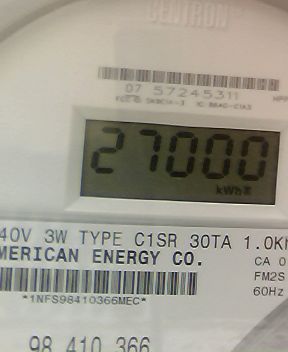 CENTRON®
07 57245311
27000
kWh
40V 3W TYPE C1SR 30TA 1.0Kh
MERICAN ENERGY CO.
CA 0
FM2S
60Hz
*1NFS98410366MEC*
98 410 366